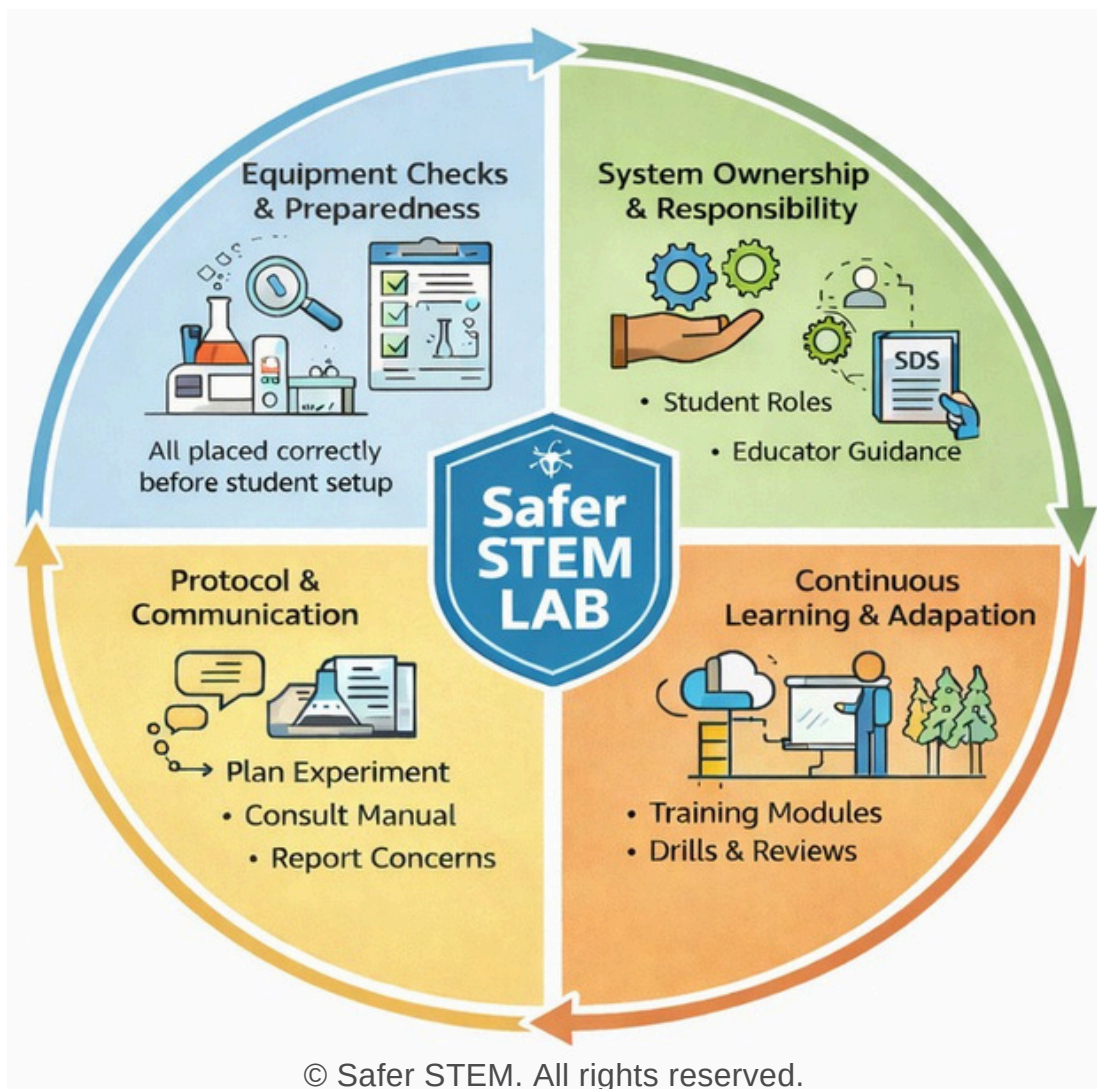 Equipment Checks
& Preparedness
All placed correctly
before student setup
System Ownership
& Responsibility
SDS
• Student Roles
• Educator Guidance
Safer
STEM
LAB
Protocol &
Communication
Plan Experiment
• Consult Manual
• Report Concerns
Continuous
Learning & Adapation
• Training Modules
• Drills & Reviews
© Safer STEM. All rights reserved.